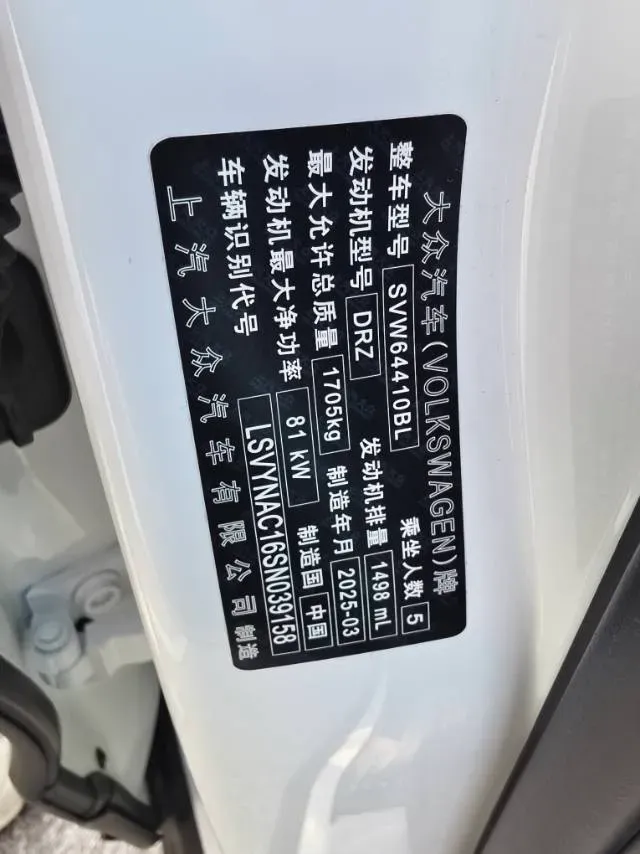 大众汽车(VOLKSWAGEN)牌
整车型号 SVW64410BL 乘坐人数 5
发动机型号 DRZ 发动机排量 1498 mL
最大允许总质量 1705kg 制造年月 2025-03
发动机最大净功率 81 kW 制造国 中国
车辆识别代号 LSVYNAC16SN039158
上汽大众汽车有限公司制造